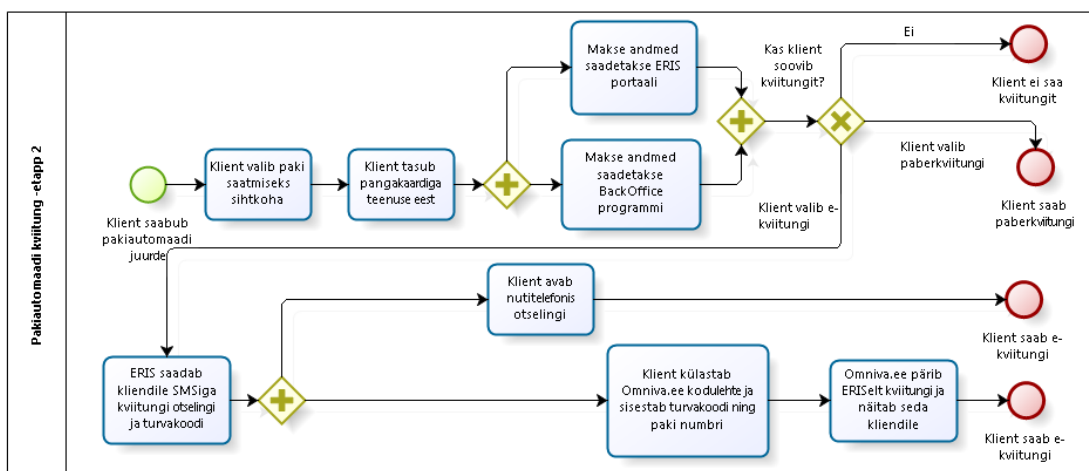 Pakiautomaadi kviitung -etapp 2
Klient saabub
pakiautomaadi
juurde
Klient valib paki
saatmiseks
sihtkoha
Klient tasub
pangakaardiga
teenuse eest
Makse andmed
saadetakse ERIS
portaali
Makse andmed
saadetakse
BackOffice
programmi
Kas klient
soovib
kviitungit?
Ei
Klient ei saa
kviitungit
Klient valib
paberkviitungi
Klient saab
paberkviitungi
Klient valib e-
kviitungi
ERIS saadab
kliendile SMSiga
kviitungi otselingi
ja turvakoodi
Klient avab
nutitelefonis
otselingi
Klient saab e-
kviitungi
Klient külastab
Omniva.ee kodulehte ja
sisestab turvakoodi ning
paki numbri
Omniva.ee pärib
ERISelt kviitungi ja
näitab seda
kliendile
Klient saab e-
kviitungi